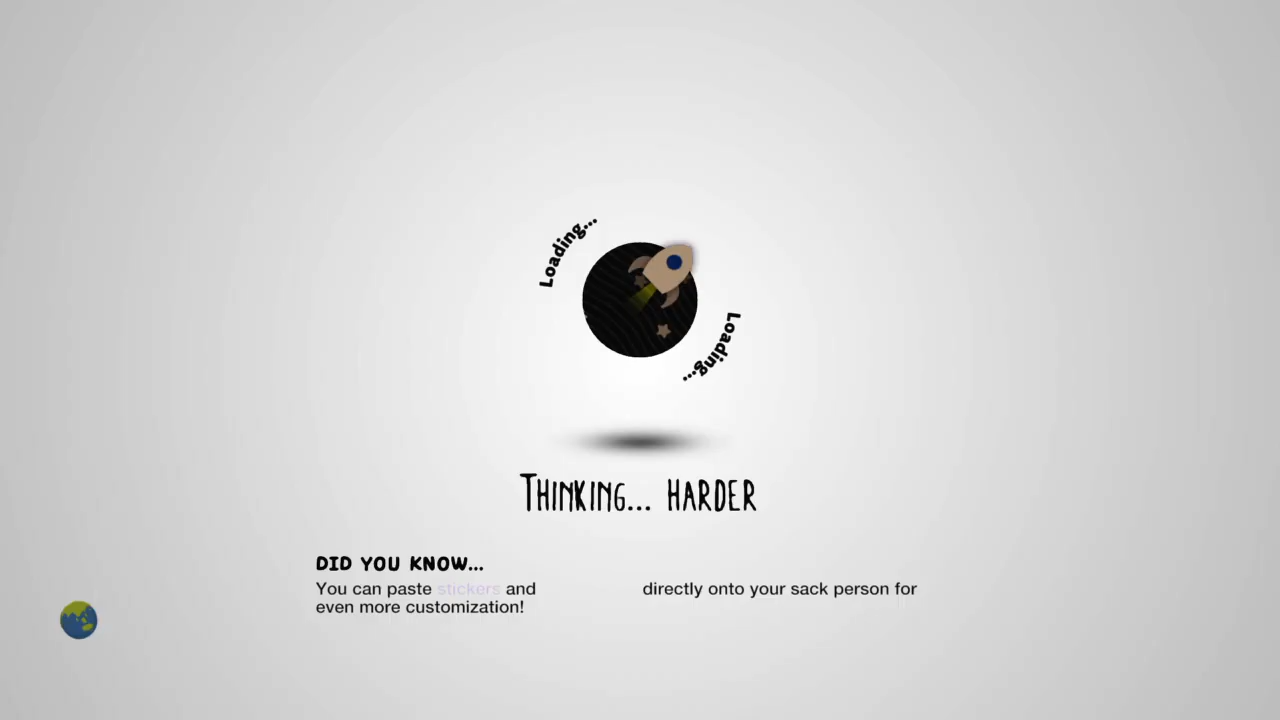 Loading...
Loading...
THINKING... HARDER
DID YOU KNOW...
You can paste stickers and directly onto your sack person for
even more customization!